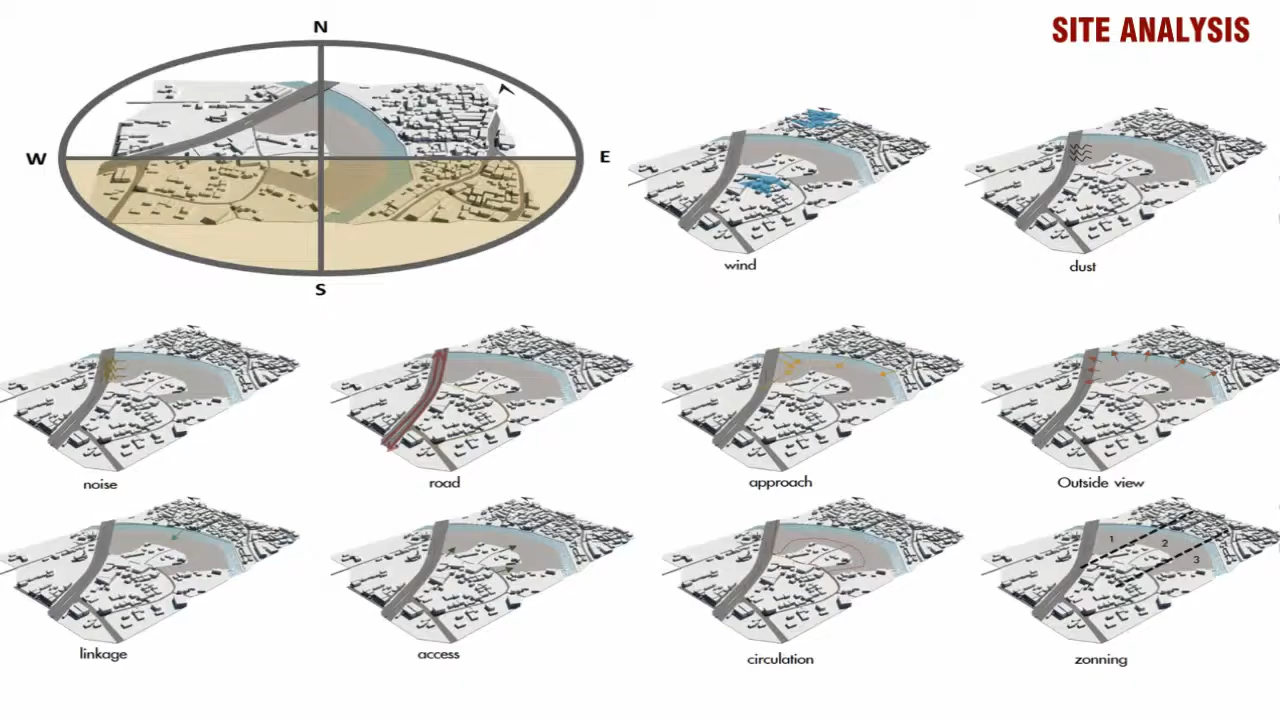 SITE ANALYSIS
N
W
E
S
wind
dust
noise
road
approach
Outside view
linkage
access
circulation
1
2
3
zonning